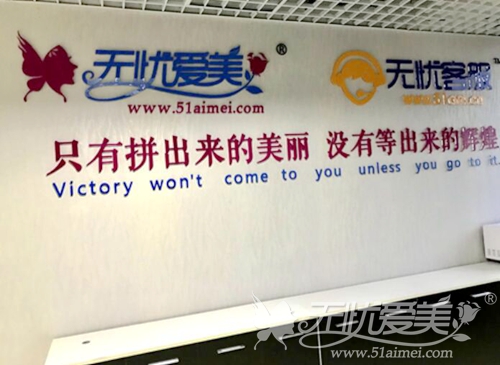 无忧爱美®
www.51aimei.com
无忧客服
只有拼出来的美丽 没有等出来的辉煌
Victory won't come to you unless you go to it.
无忧爱美®
www.51aimei.com